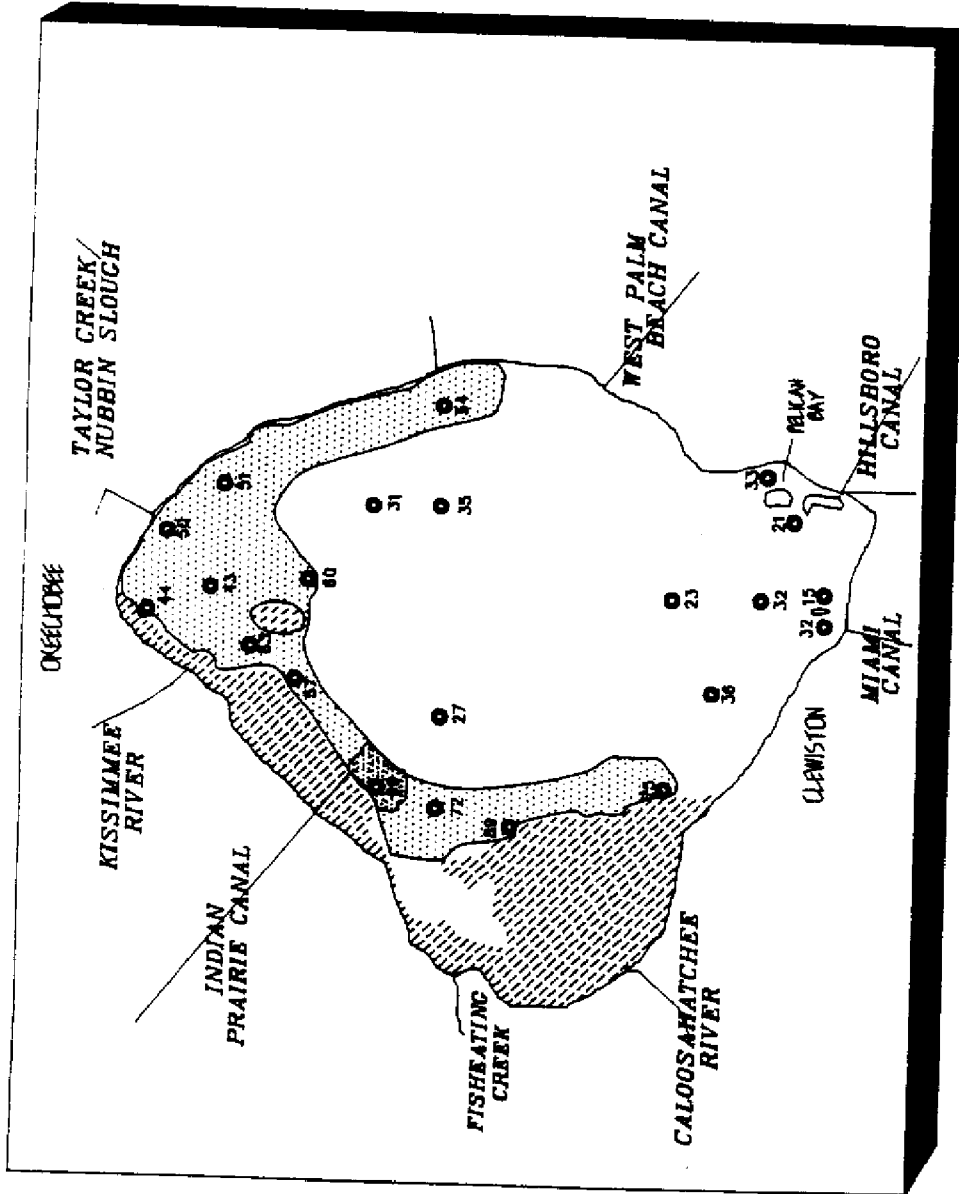 OKEECHOBEE
TAYLOR CREEK/
NUBBIN SLOUGH
KISSIMMEE
RIVER
INDIAN
PRAIRIE CANAL
FISHEATING
CREEK
CALOOSAHATCHEE
RIVER
WEST PALM
BEACH CANAL
PELICAN
BAY
HILLSBORO
CANAL
MIAMI
CANAL
CLEWISTON
44
43
51
60
31
35
27
72
23
32
15
32
36
21
33